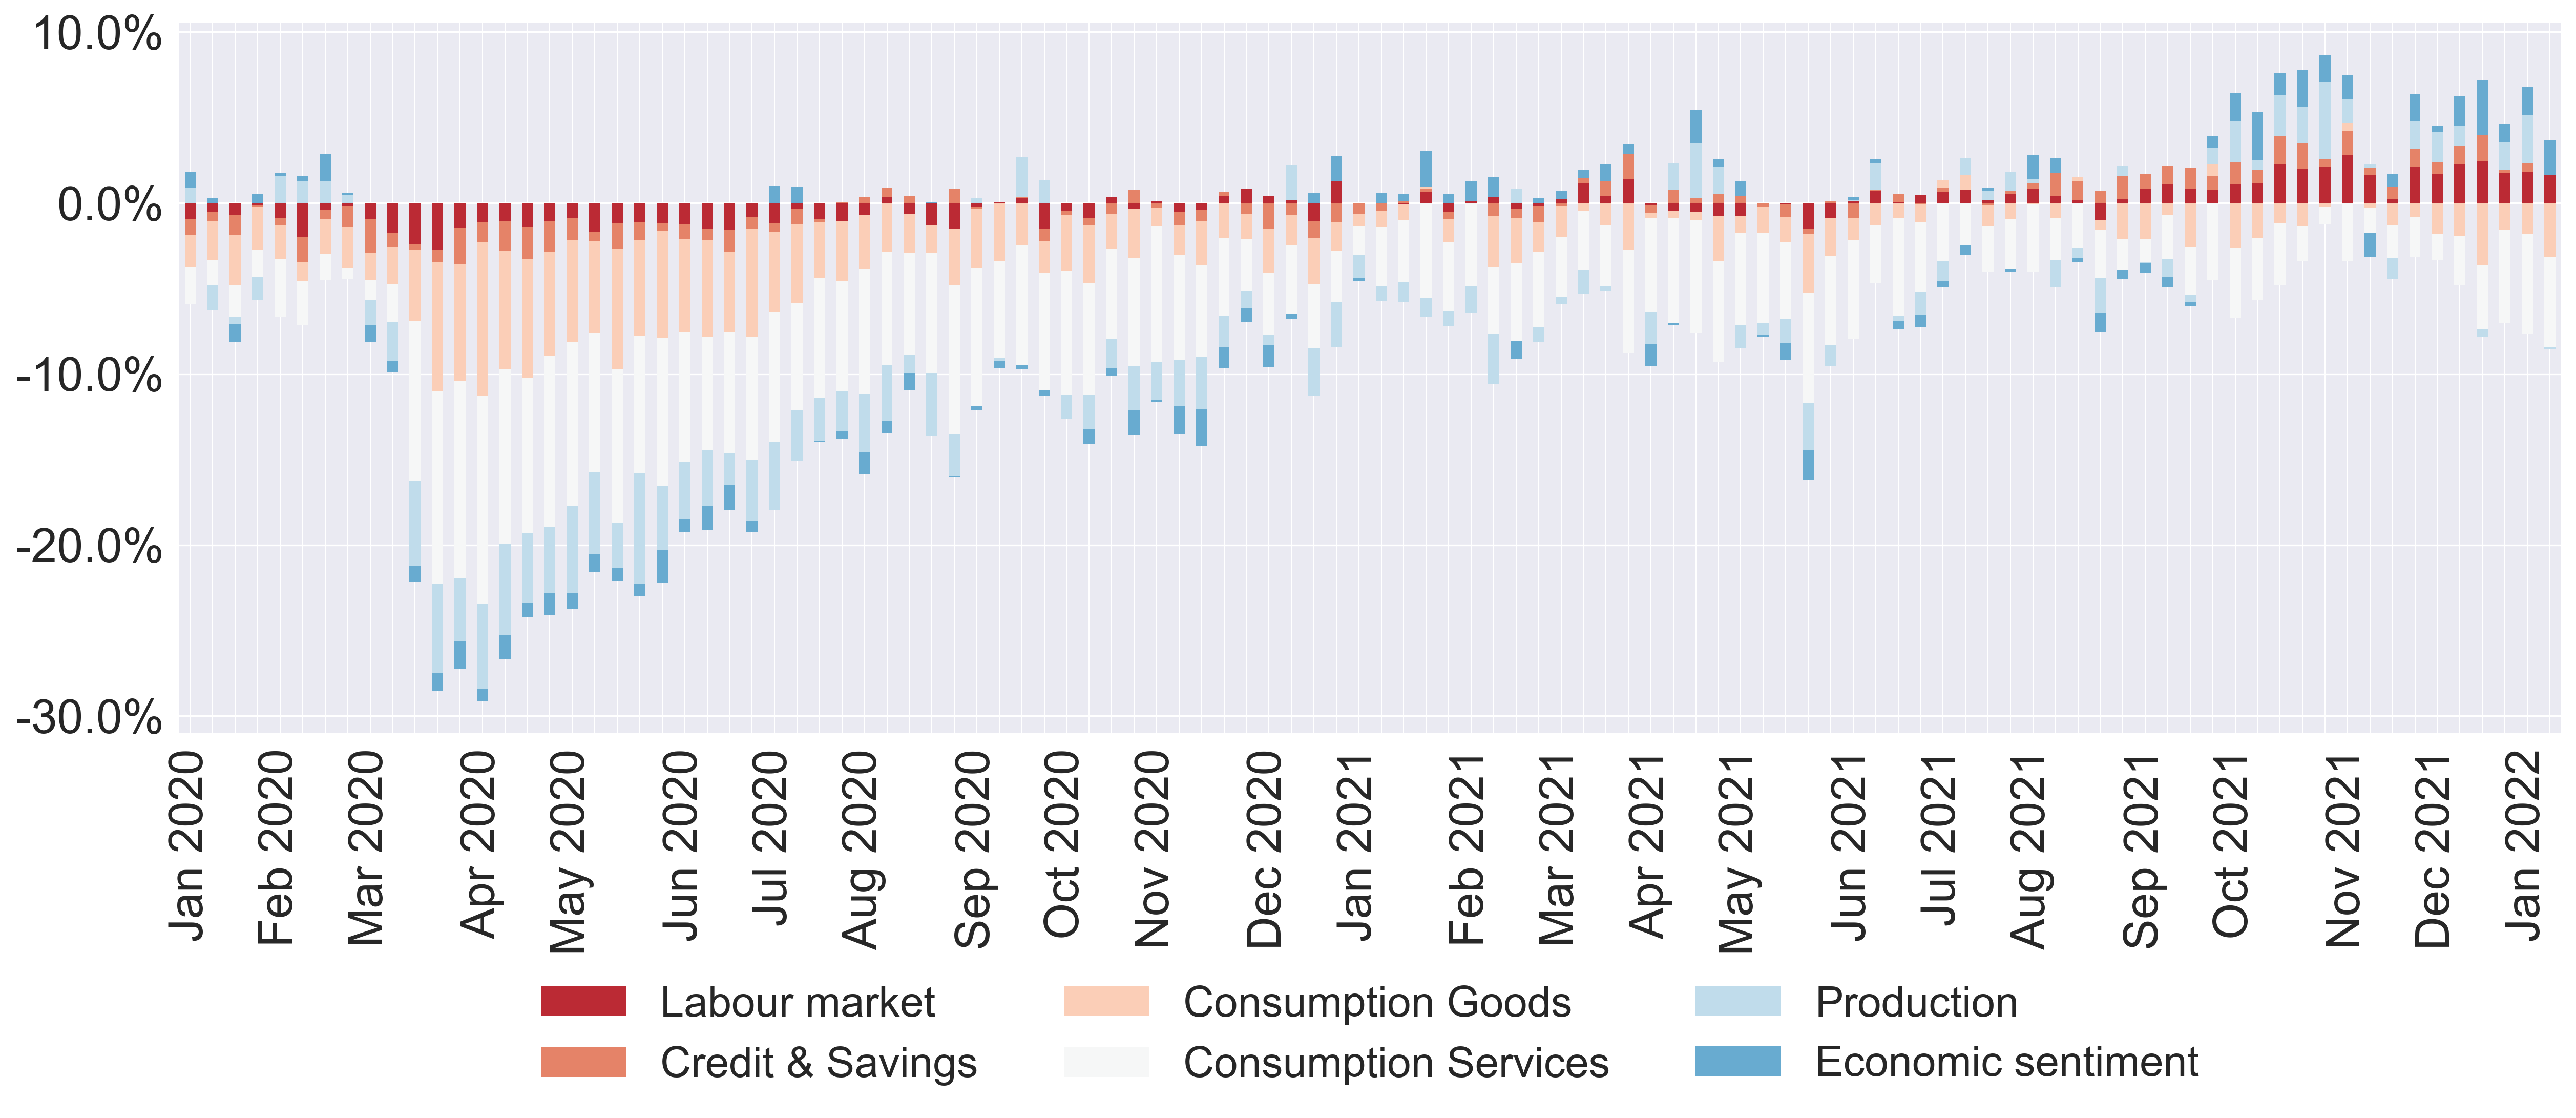 10.0%
0.0%
-10.0%
-20.0%
-30.0%
Jan 2020
Feb 2020
Mar 2020
Apr 2020
May 2020
Jun 2020
Jul 2020
Aug 2020
Sep 2020
Oct 2020
Nov 2020
Dec 2020
Jan 2021
Feb 2021
Mar 2021
Apr 2021
May 2021
Jun 2021
Jul 2021
Aug 2021
Sep 2021
Oct 2021
Nov 2021
Dec 2021
Jan 2022
Labour market
Credit & Savings
Consumption Goods
Consumption Services
Production
Economic sentiment